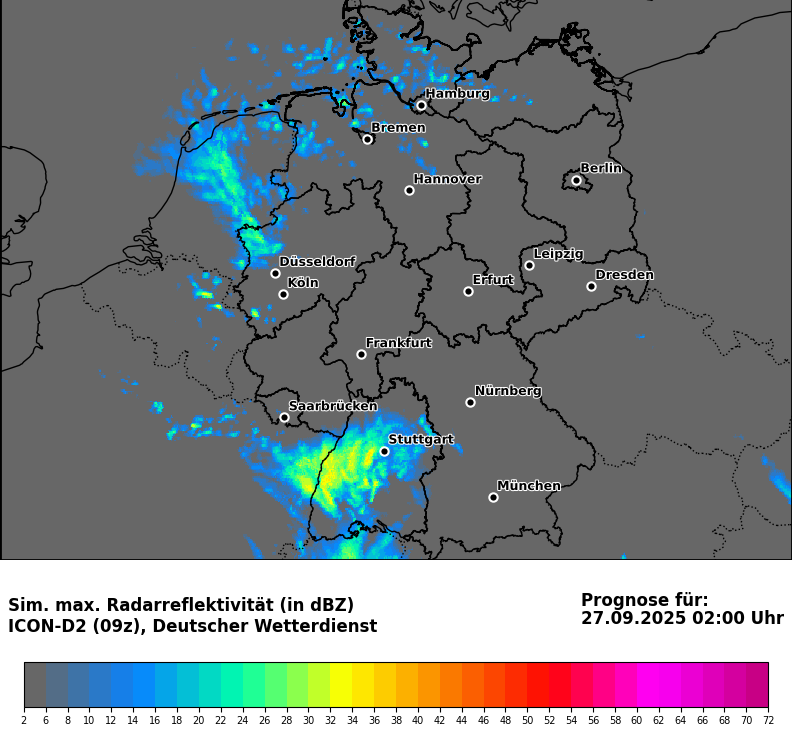 Hamburg
Bremen
Berlin
Hannover
Leipzig
Düsseldorf
Dresden
Köln
Erfurt
Frankfurt
Nürnberg
Saarbrücken
Stuttgart
München
Sim. max. Radarreflektivität (in dBZ)
ICON-D2 (09z), Deutscher Wetterdienst
Prognose für:
27.09.2025 02:00 Uhr
2 6 8 10 12 14 16 18 20 22 24 26 28 30 32 34 36 38 40 42 44 46 48 50 52 54 56 58 60 62 64 66 68 70 72